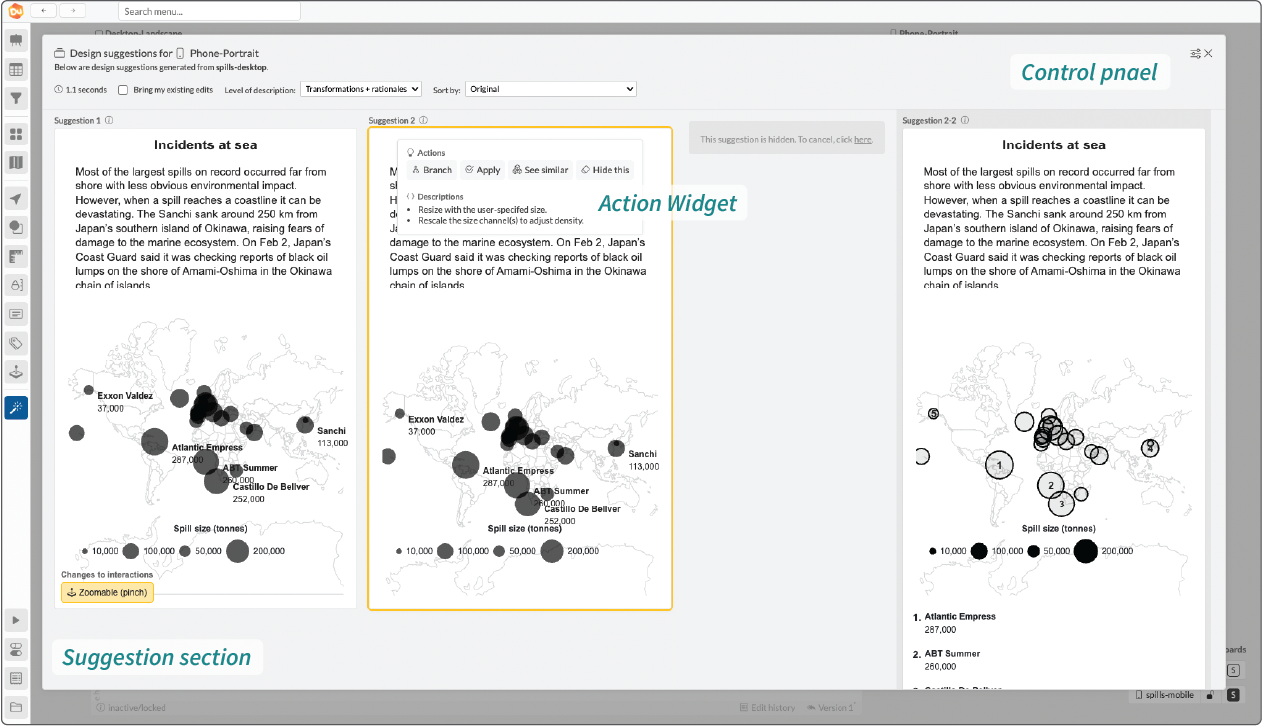 Search menu...
Deckton-Landscape
Phone-Portrait
Design suggestions for Phone-Portrait
Below are design suggestions generated from spills-desktop.
Control pnael
1.1 seconds
Bring my existing edits
Level of description:
Transformations + rationales
Sort by:
Original
Suggestion 1
Incidents at sea
Most of the largest spills on record occurred far from
shore with less obvious environmental impact.
However, when a spill reaches a coastline it can be
devastating. The Sanchi sank around 250 km from
Japan's southern island of Okinawa, raising fears of
damage to the marine ecosystem. On Feb 2, Japan's
Coast Guard said it was checking reports of black oil
lumps on the shore of Amami-Oshima in the Okinawa
chain of islands.
Exxon Valdez
37,000
Sanchi
113,000
Atlantic Empress
287,000
ABT Summer
260,000
Castillo De Bellver
252,000
Spill size (tonnes)
10,000 100,000 50,000 200,000
Changes to interactions
Zoomable (pinch)
Suggestion section
Suggestion 2
Actions
Branch Apply See similar Hide this
Descriptions
Resize with the user-specifed size.
Rescale the size channel(s) to adjust density.
Action Widget
damage to the marine ecosystem. On Feb 2, Japan's
Coast Guard said it was checking reports of black oil
lumps on the shore of Amami-Oshima in the Okinawa
chain of islands.
Exxon Valdez
37,000
Sanchi
113,000
Atlantic Empress
287,000
ABT Summer
260,000
Castillo De Bellver
252,000
Spill size (tonnes)
10,000 100,000 50,000 200,000
This suggestion is hidden. To cancel, click here.
Suggestion 2-2
Incidents at sea
Most of the largest spills on record occurred far from
shore with less obvious environmental impact.
However, when a spill reaches a coastline it can be
devastating. The Sanchi sank around 250 km from
Japan's southern island of Okinawa, raising fears of
damage to the marine ecosystem. On Feb 2, Japan's
Coast Guard said it was checking reports of black oil
lumps on the shore of Amami-Oshima in the Okinawa
chain of islands.
5
4
1
2
3
Spill size (tonnes)
10,000 100,000 50,000 200,000
1. Atlantic Empress
287,000
2. ABT Summer
260,000
Castillo De Bellver
oards
S
spills-mobile
S
inactive/locked
Edit history
Version 1